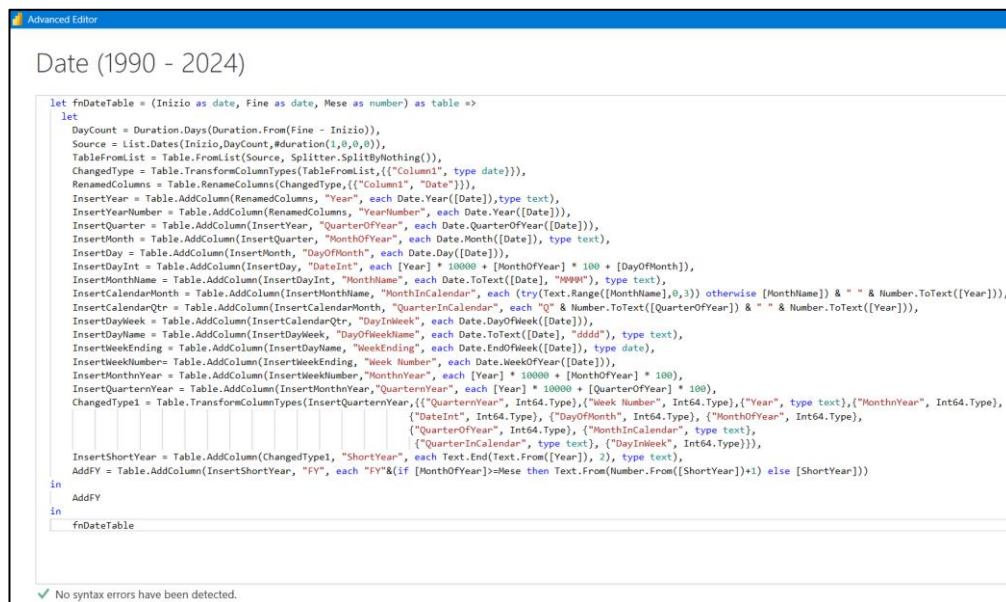 Advanced Editor
Date (1990 - 2024)
let fnDateTable = (Inizio as date, Fine as date, Mese as number) as table =>
let
DayCount = Duration.Days(Duration.From(Fine - Inizio)),
Source = List.Dates(Inizio,DayCount,#duration(1,0,0,0)),
TableFromList = Table.FromList(Source, Splitter.SplitByNothing()),
ChangedType = Table.TransformColumnTypes(TableFromList,{{"Column1", type date}}),
RenamedColumns = Table.RenameColumns(ChangedType,{{"Column1", "Date"}}),
InsertYear = Table.AddColumn(RenamedColumns, "Year", each Date.Year([Date]),type text),
InsertYearNumber = Table.AddColumn(RenamedColumns, "YearNumber", each Date.Year([Date])),
InsertQuarter = Table.AddColumn(InsertYear, "QuarterOfYear", each Date.QuarterOfYear([Date])),
InsertMonth = Table.AddColumn(InsertQuarter, "MonthOfYear", each Date.Month([Date]), type text),
InsertDay = Table.AddColumn(InsertMonth, "DayOfMonth", each Date.Day([Date])),
InsertDayInt = Table.AddColumn(InsertDay, "DateInt", each [Year] * 10000 + [MonthOfYear] * 100 + [DayOfMonth]),
InsertMonthName = Table.AddColumn(InsertDayInt, "MonthName", each Date.ToText([Date], "MMMM"), type text),
InsertCalendarMonth = Table.AddColumn(InsertMonthName, "MonthInCalendar", each (try(Text.Range([MonthName],0,3)) otherwise [MonthName]) & " " & Number.ToText([Year])),
InsertCalendarQtr = Table.AddColumn(InsertCalendarMonth, "QuarterInCalendar", each "Q" & Number.ToText([QuarterOfYear]) & " " & Number.ToText([Year])),
InsertDayWeek = Table.AddColumn(InsertCalendarQtr, "DayInWeek", each Date.DayOfWeek([Date])),
InsertDayName = Table.AddColumn(InsertDayWeek, "DayOfWeekName", each Date.ToText([Date], "dddd"), type text),
InsertWeekEnding = Table.AddColumn(InsertDayName, "WeekEnding", each Date.EndOfWeek([Date]), type date),
InsertWeekNumber= Table.AddColumn(InsertWeekEnding, "Week Number", each Date.WeekOfYear([Date])),
InsertMonthnYear = Table.AddColumn(InsertWeekNumber,"MonthnYear", each [Year] * 10000 + [MonthOfYear] * 100),
InsertQuarternYear = Table.AddColumn(InsertMonthnYear,"QuarternYear", each [Year] * 10000 + [QuarterOfYear] * 100),
ChangedType1 = Table.TransformColumnTypes(InsertQuarternYear,{{"QuarternYear", Int64.Type},{"Week Number", Int64.Type},{"Year", type text},{"MonthnYear", Int64.Type},
{"DateInt", Int64.Type}, {"DayOfMonth", Int64.Type}, {"MonthOfYear", Int64.Type},
{"QuarterOfYear", Int64.Type}, {"MonthInCalendar", type text},
{"QuarterInCalendar", type text}, {"DayInWeek", Int64.Type}}),
InsertShortYear = Table.AddColumn(ChangedType1, "ShortYear", each Text.End(Text.From([Year]), 2), type text),
AddFY = Table.AddColumn(InsertShortYear, "FY", each "FY"&(if [MonthOfYear]>=Mese then Text.From(Number.From([ShortYear])+1) else [ShortYear]))
in
AddFY
in
fnDateTable
No syntax errors have been detected.